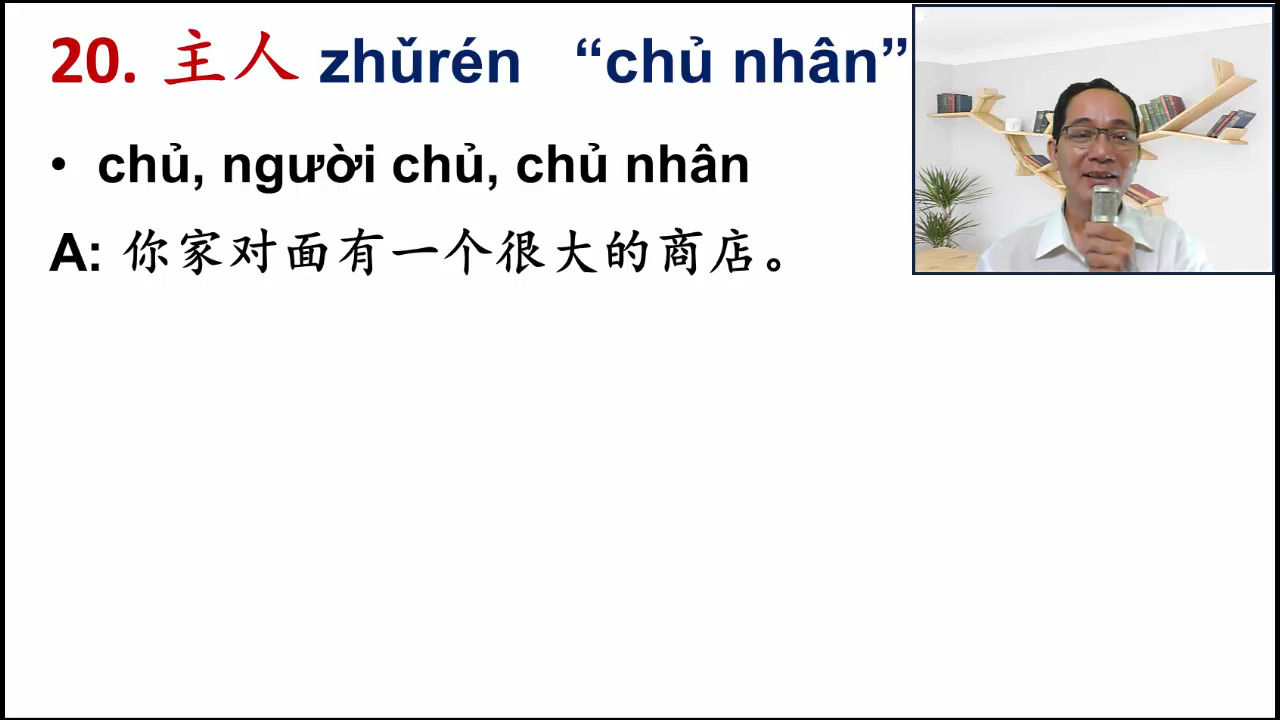 20. 主人 zhǔrén “chủ nhân”
• chủ, người chủ, chủ nhân
A: 你家对面有一个很大的商店。